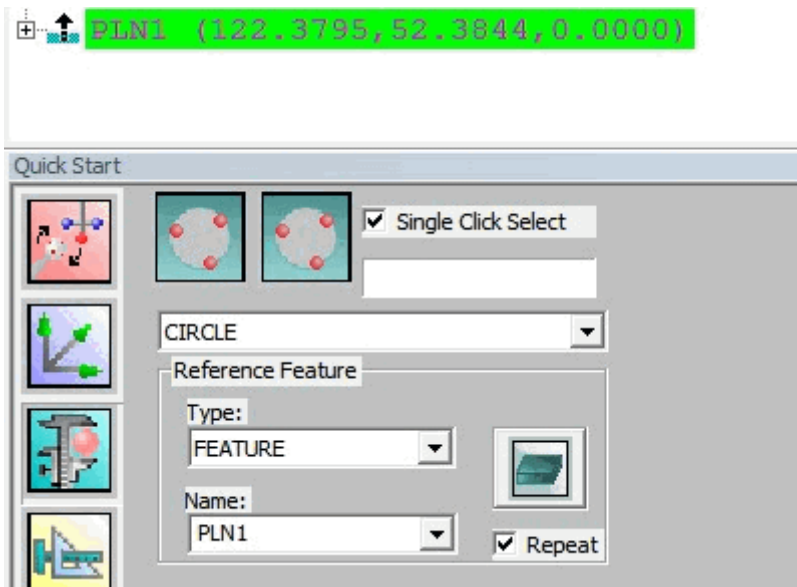 PLN1 (122.3795,52.3844,0.0000)
Quick Start
Single Click Select
CIRCLE
Reference Feature
Type:
FEATURE
Name:
PLN1
Repeat